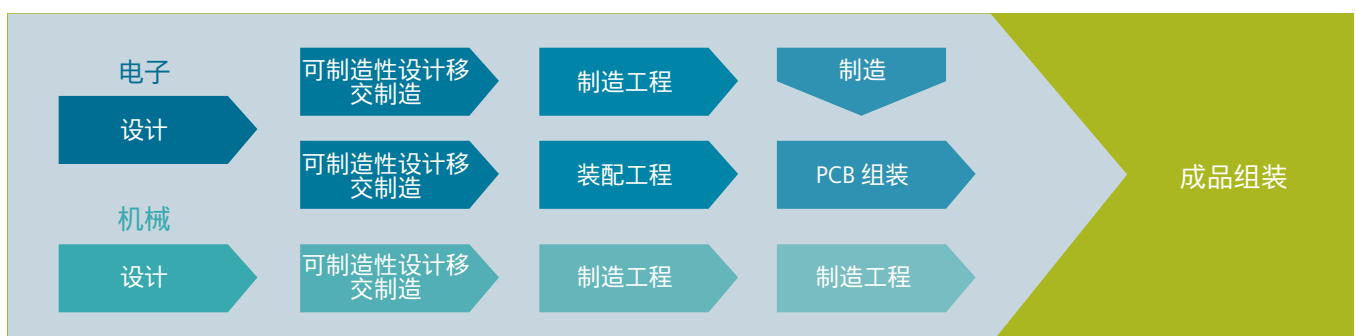 电子
设计
可制造性设计移
交制造
制造工程
制造
可制造性设计移
交制造
装配工程
PCB 组装
机械
设计
可制造性设计移
交制造
制造工程
制造工程
成品组装